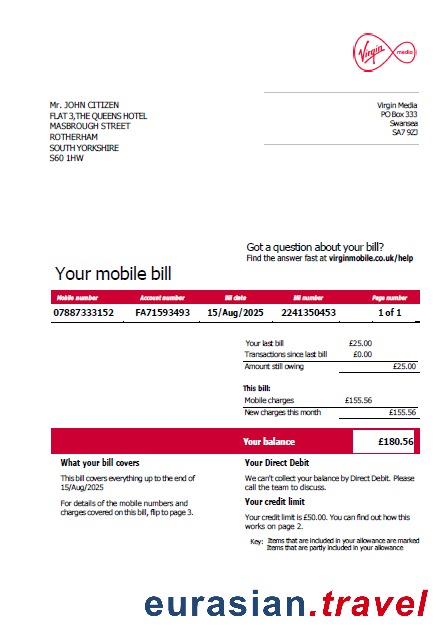 Virgin media
Mr. JOHN CITIZEN
FLAT 3,THE QUEENS HOTEL
MASBROUGH STREET
ROTHERHAM
SOUTH YORKSHIRE
S60 1HW
Virgin Media
PO Box 333
Swansea
SA7 9ZJ
Got a question about your bill?
Find the answer fast at virginmobile.co.uk/help
Your mobile bill
Mobile number Account number Bill date Bill number Page number
07887333152 FA71593493 15/Aug/2025 2241350453 1 of 1
Your last bill £25.00
Transactions since last bill £0.00
Amount still owing £25.00
This bill:
Mobile charges £155.56
New charges this month £155.56
Your balance £180.56
What your bill covers
This bill covers everything up to the end of
15/Aug/2025
For details of the mobile numbers and
charges covered on this bill, flip to page 3.
Your Direct Debit
We can't collect your balance by Direct Debit. Please
call the team to discuss.
Your credit limit
Your credit limit is £50.00. You can find out how this
works on page 2.
Key: Items that are included in your allowance are marked
Items that are partly included in your allowance
eurasian.travel